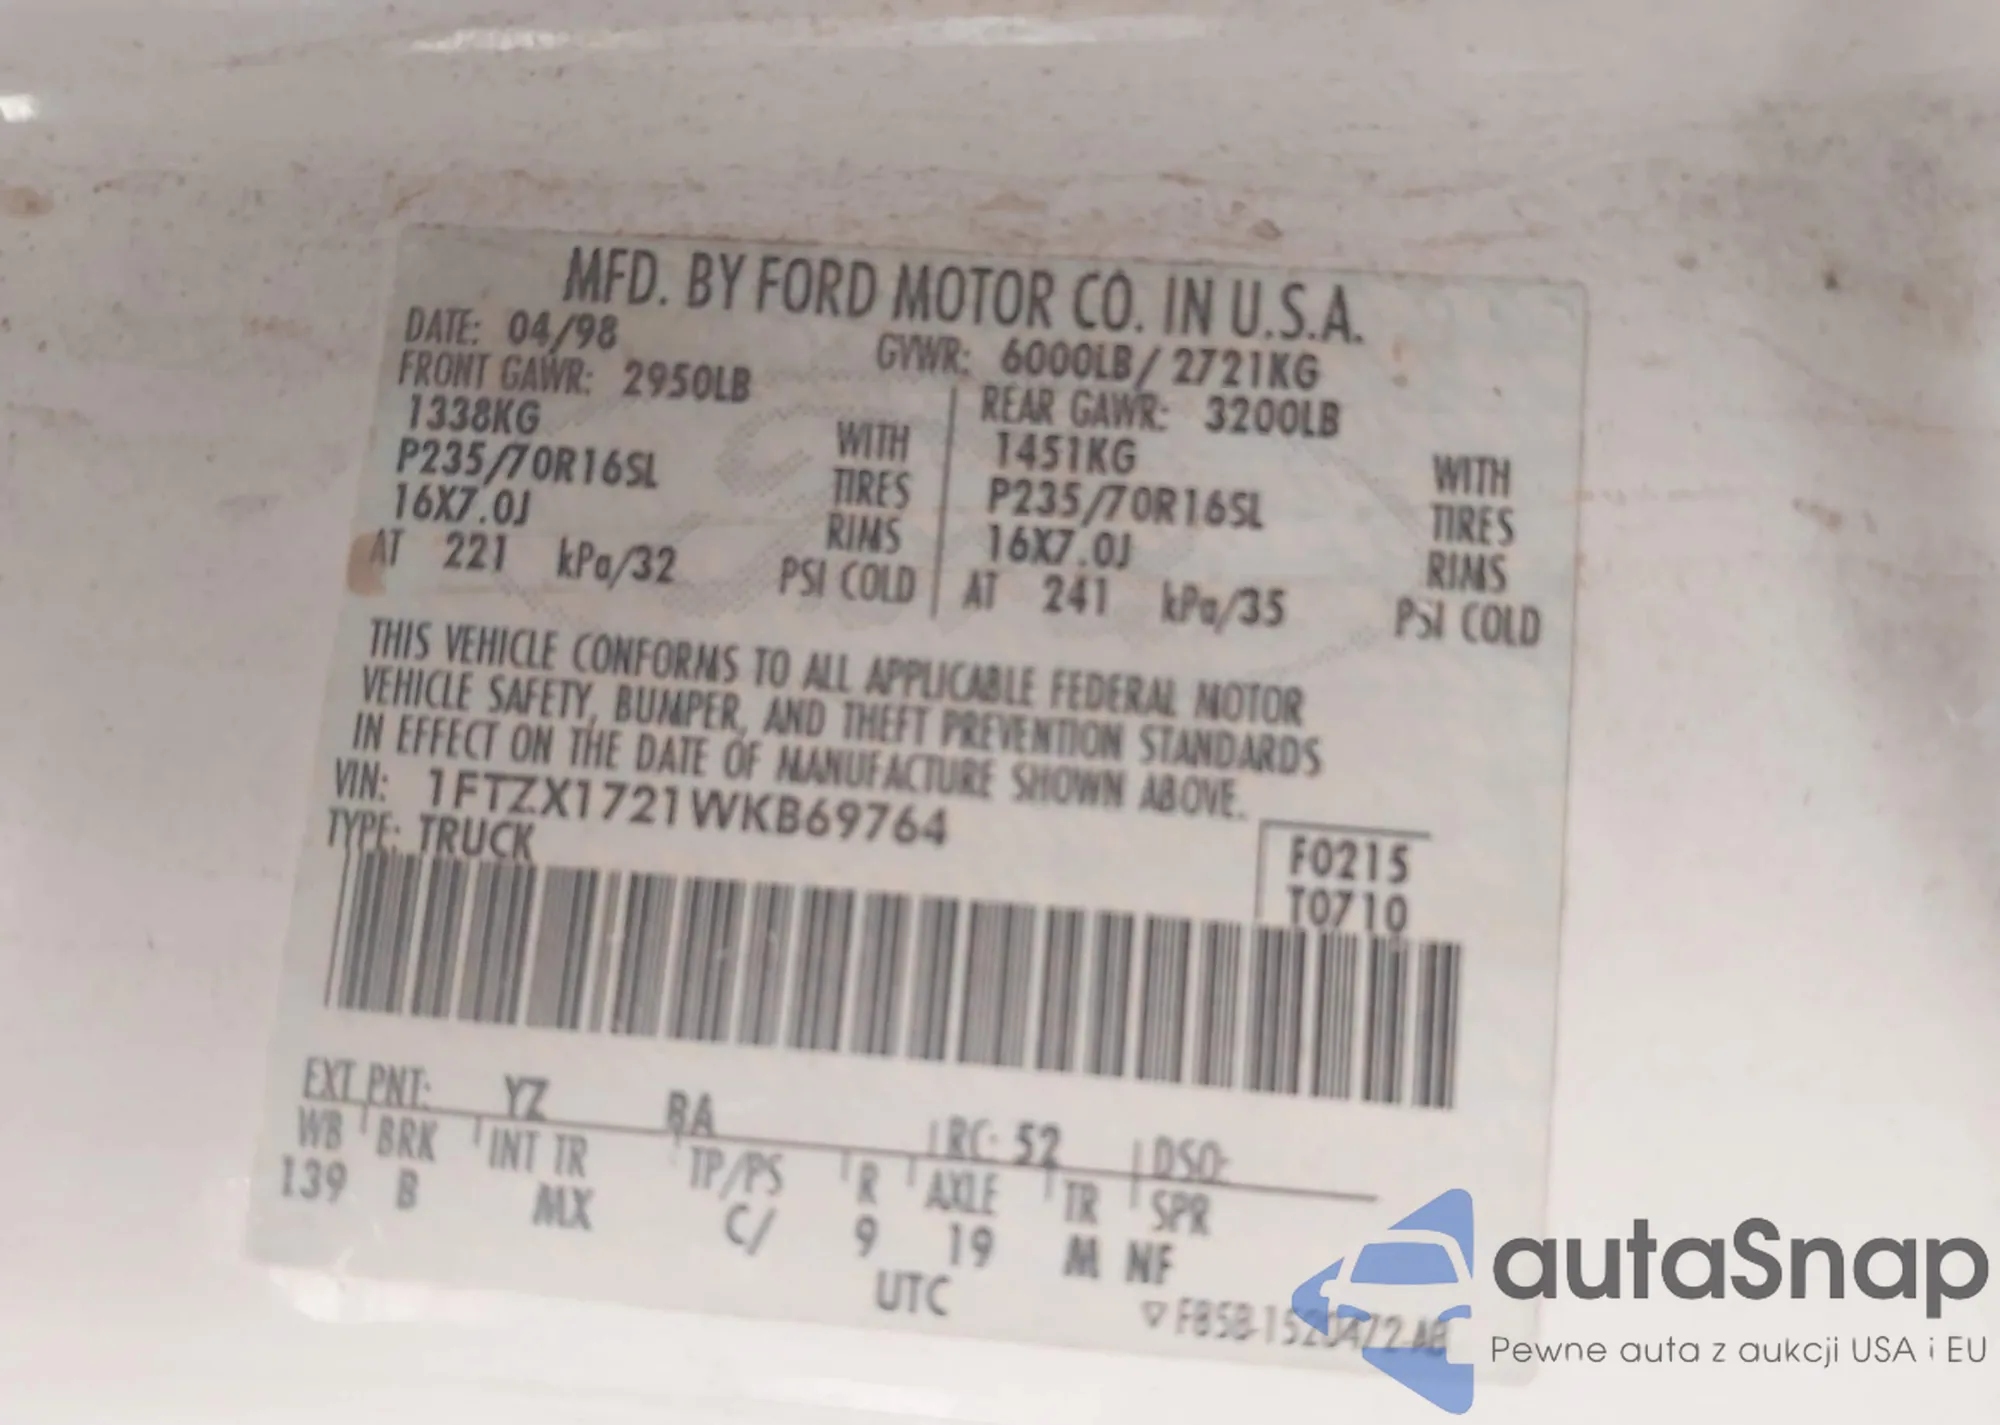 MFD. BY FORD MOTOR CO. IN U.S.A.
DATE: 04/98 GVWR: 6000LB/2721KG
FRONT GAWR: 2950LB REAR GAWR: 3200LB
1338KG WITH 1451KG WITH
P235/70R16SL TIRES P235/70R16SL TIRES
16X7.0J RIMS 16X7.0J RIMS
AT 221 kPa/32 PSI COLD AT 241 kPa/35 PSI COLD
THIS VEHICLE CONFORMS TO ALL APPLICABLE FEDERAL MOTOR
VEHICLE SAFETY, BUMPER, AND THEFT PREVENTION STANDARDS
IN EFFECT ON THE DATE OF MANUFACTURE SHOWN ABOVE.
VIN: 1FTZX1721WKB69764
TYPE: TRUCK
F0215
T0710
EXT PNT: YZ BA RC: 52 DSO:
WB BRK INT TR TP/PS R AXLE TR SPR
139 B MX C/ 9 19 M NF
UTC
autaSnap
Pewne auta z aukcji USA i EU